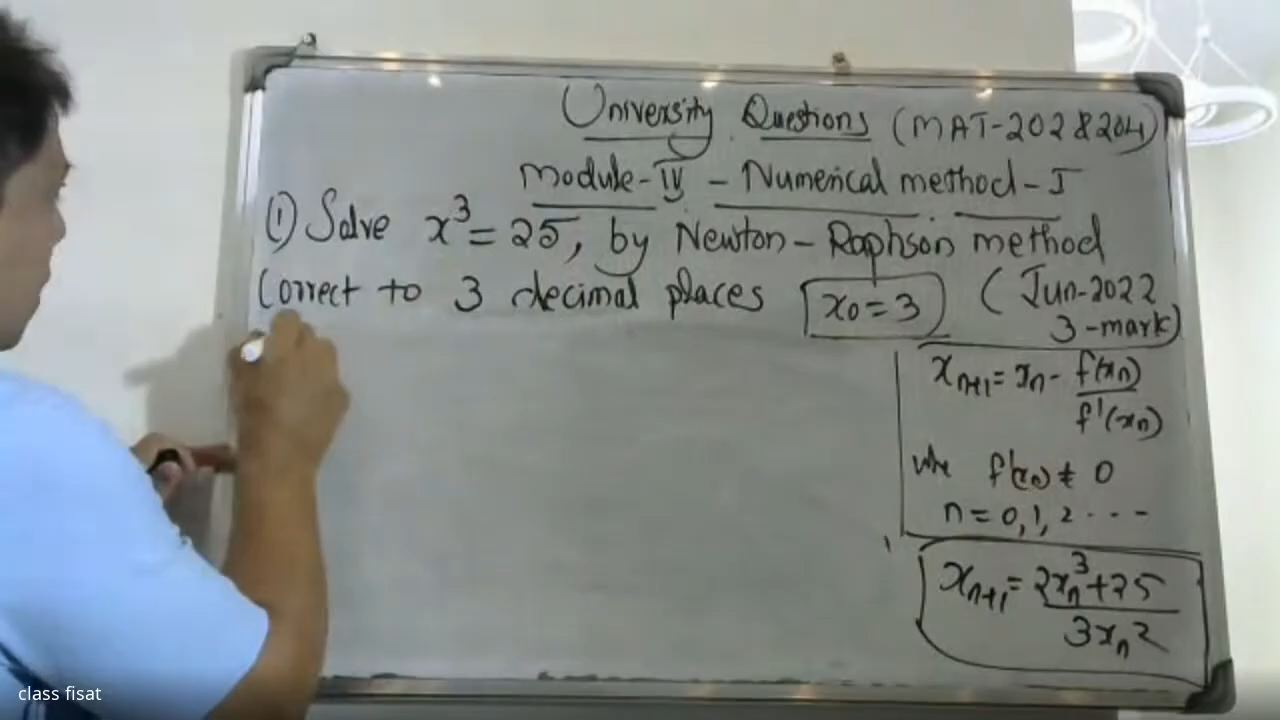 University Questions (MAT-202 & 204)
Module-IV - Numerical method-I
① Solve x³ = 25, by Newton-Raphson method
Correct to 3 decimal places x₀ = 3 (Jun-2022
3-mark)
xₙ₊₁ = xₙ - f(xₙ)
f'(xₙ)
f'(xₙ) ≠ 0
n = 0, 1, 2 - - -
xₙ₊₁ = 2xₙ³+25
3xₙ2
class fisat